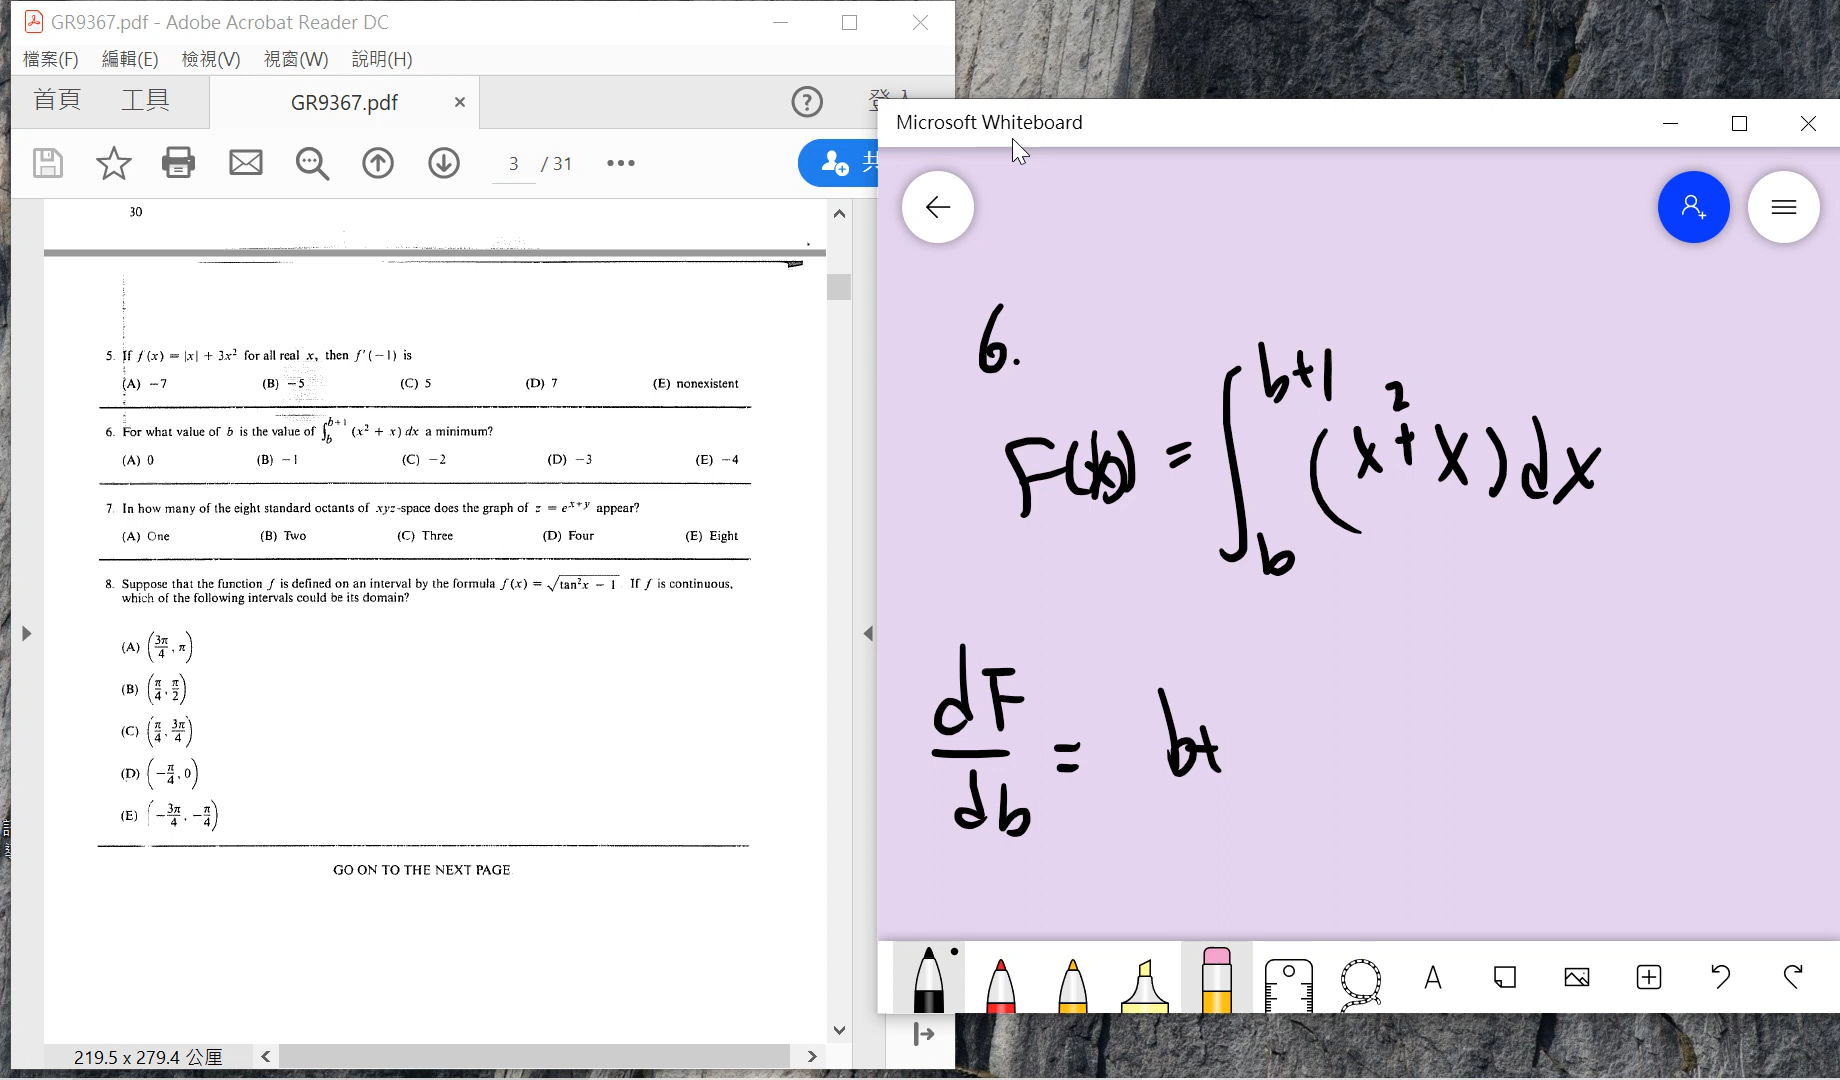 GR9367.pdf - Adobe Acrobat Reader DC
檔案(F) 編輯(E) 檢視(V) 視窗(W) 說明(H)
首頁 工具 GR9367.pdf ×
3 / 31 •••
30
5. If f(x) = |x| + 3x² for all real x, then f'(−1) is
(A) −7 (B) −5 (C) 5 (D) 7 (E) nonexistent
6. For what value of b is the value of ∫_b^{b+1} (x² + x) dx a minimum?
(A) 0 (B) −1 (C) −2 (D) −3 (E) −4
7. In how many of the eight standard octants of xyz-space does the graph of z = e^{x+y} appear?
(A) One (B) Two (C) Three (D) Four (E) Eight
8. Suppose that the function f is defined on an interval by the formula f(x) = √(tan²x − 1). If f is continuous,
which of the following intervals could be its domain?
(A) (3π/4, π)
(B) (π/4, π/2)
(C) (π/4, 3π/4)
(D) (−π/4, 0)
(E) (−3π/4, −π/4)
GO ON TO THE NEXT PAGE.
219.5 x 279.4 公厘
Microsoft Whiteboard
6.
F(b) = ∫_b^{b+1} (x²+x)dx
dF/db = b+